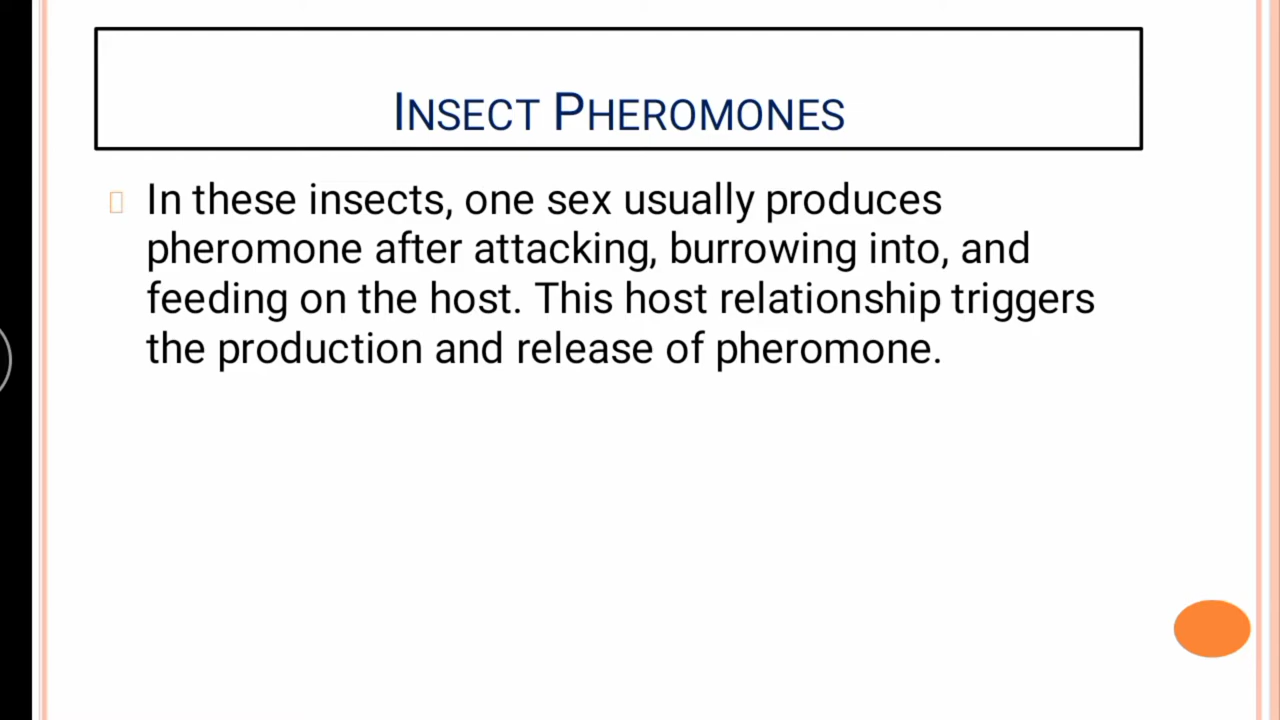 INSECT PHEROMONES
In these insects, one sex usually produces
pheromone after attacking, burrowing into, and
feeding on the host. This host relationship triggers
the production and release of pheromone.